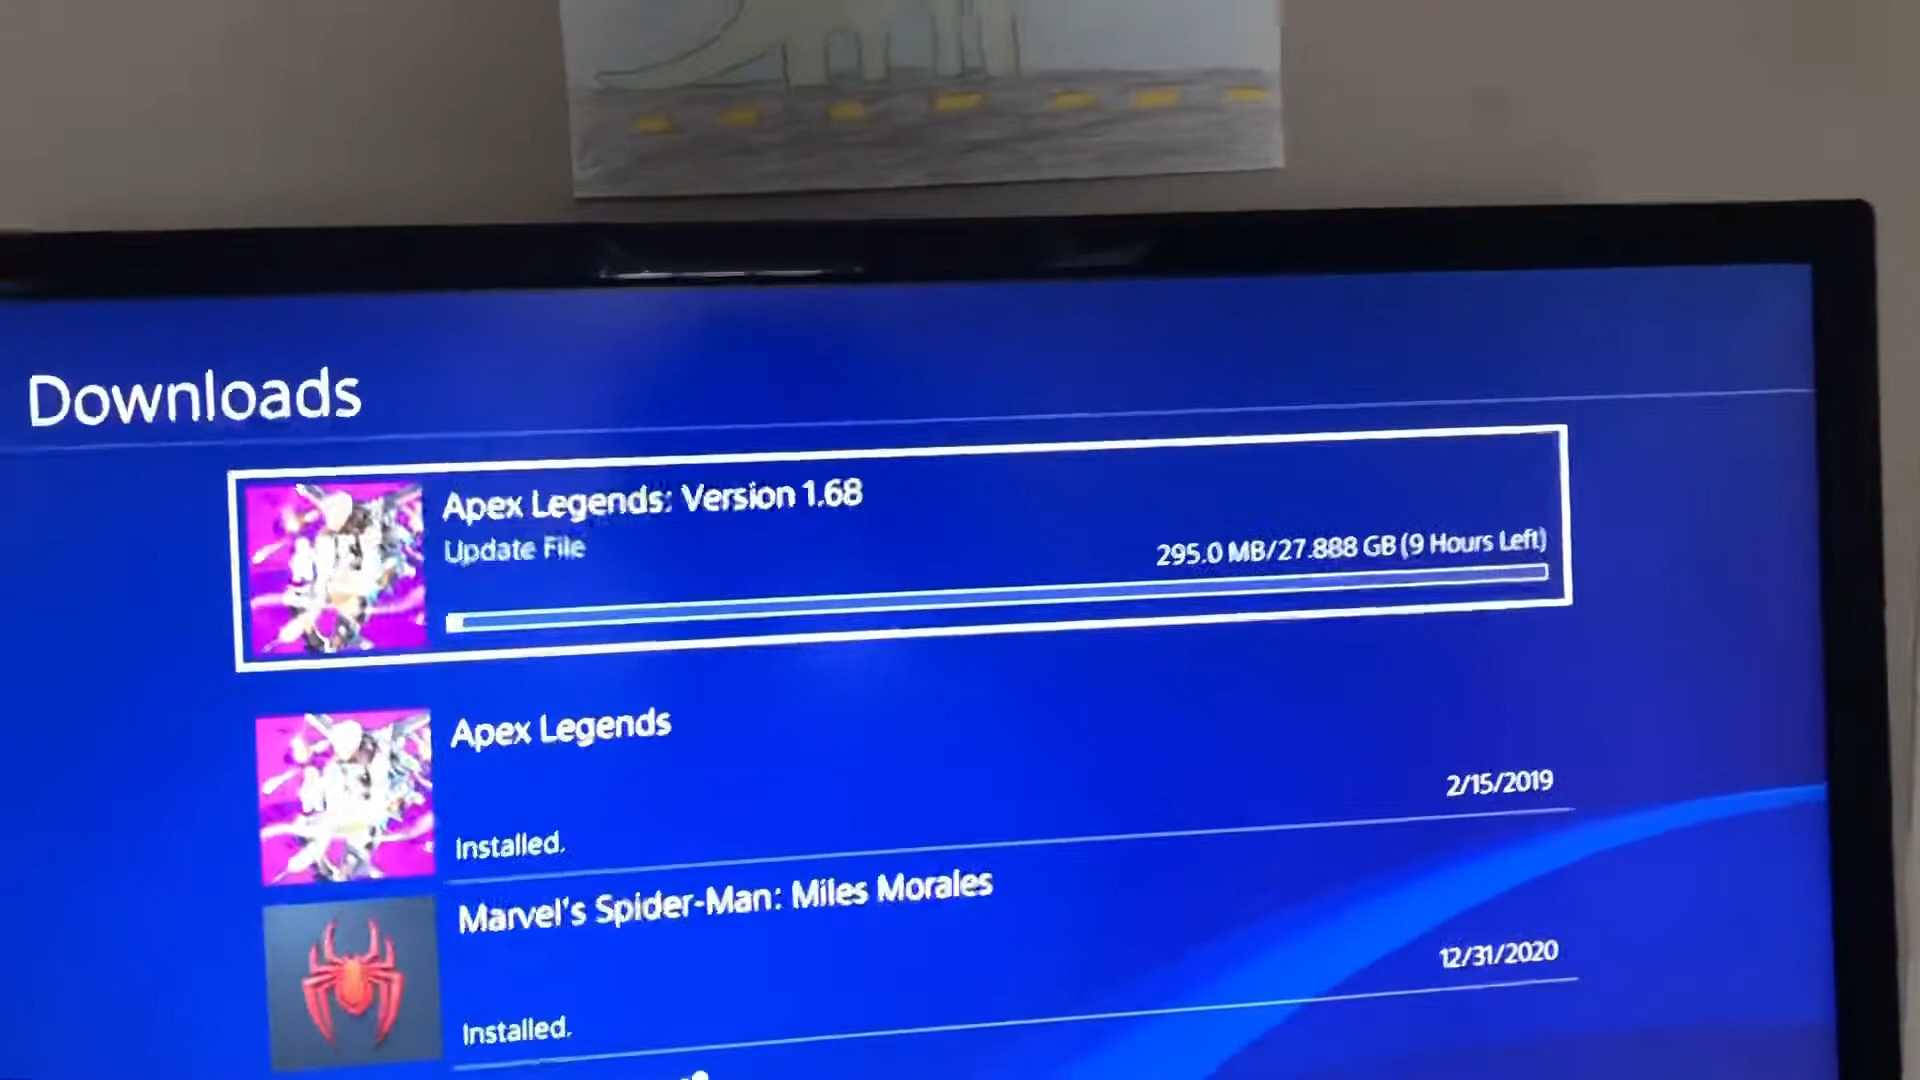 Downloads
Apex Legends: Version 1.68
Update File
295.0 MB/27.888 GB (9 Hours Left)
Apex Legends
2/15/2019
Installed.
Marvel's Spider-Man: Miles Morales
12/31/2020
Installed.